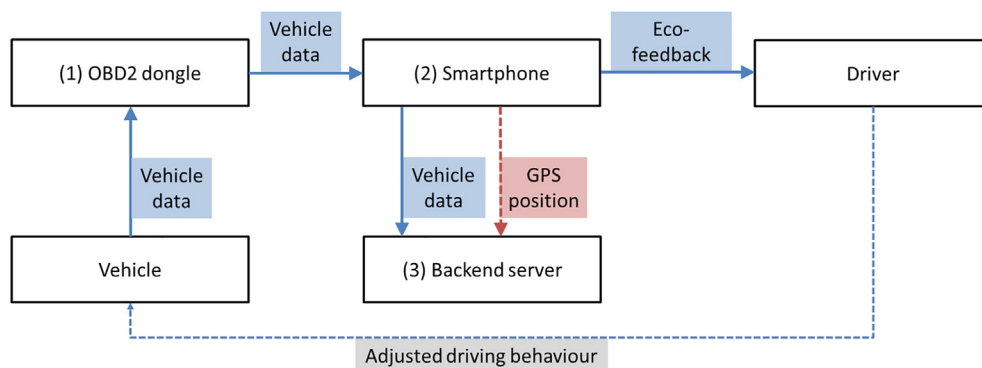 Vehicle
data
Eco-
feedback
(1) OBD2 dongle
(2) Smartphone
Driver
Vehicle
data
Vehicle
data
GPS
position
Vehicle
(3) Backend server
Adjusted driving behaviour